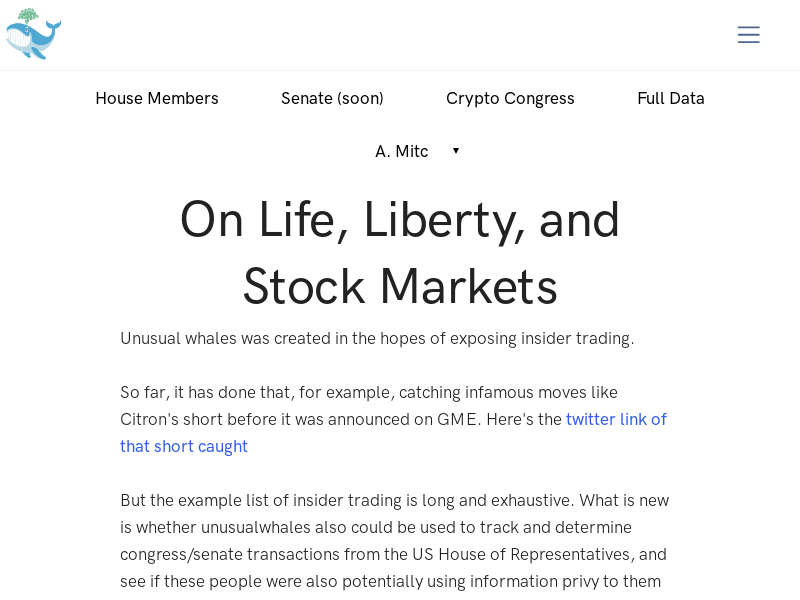 House Members
Senate (soon)
Crypto Congress
Full Data
A. Mitc
On Life, Liberty, and
Stock Markets
Unusual whales was created in the hopes of exposing insider trading.
So far, it has done that, for example, catching infamous moves like
Citron's short before it was announced on GME. Here's the twitter link of
that short caught
But the example list of insider trading is long and exhaustive. What is new
is whether unusualwhales also could be used to track and determine
congress/senate transactions from the US House of Representatives, and
see if these people were also potentially using information privy to them